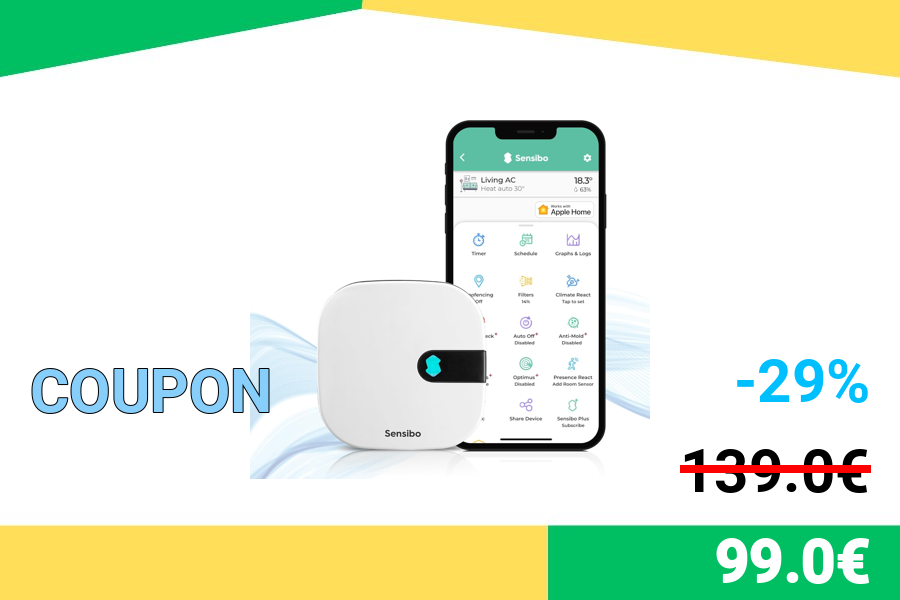 Sensibo
Living AC
18.3°
Heat auto 30°
63%
Works with
Apple Home
Timer
Schedule
Graphs & Logs
Filters
Climate React
Off
14%
Tap to set
Auto Off
Anti-Mold
Disabled
Disabled
Optimus
Presence React
Disabled
Add Room Sensor
Share Device
Sensibo Plus
Subscribe
Sensibo
COUPON
-29%
139.0€
99.0€